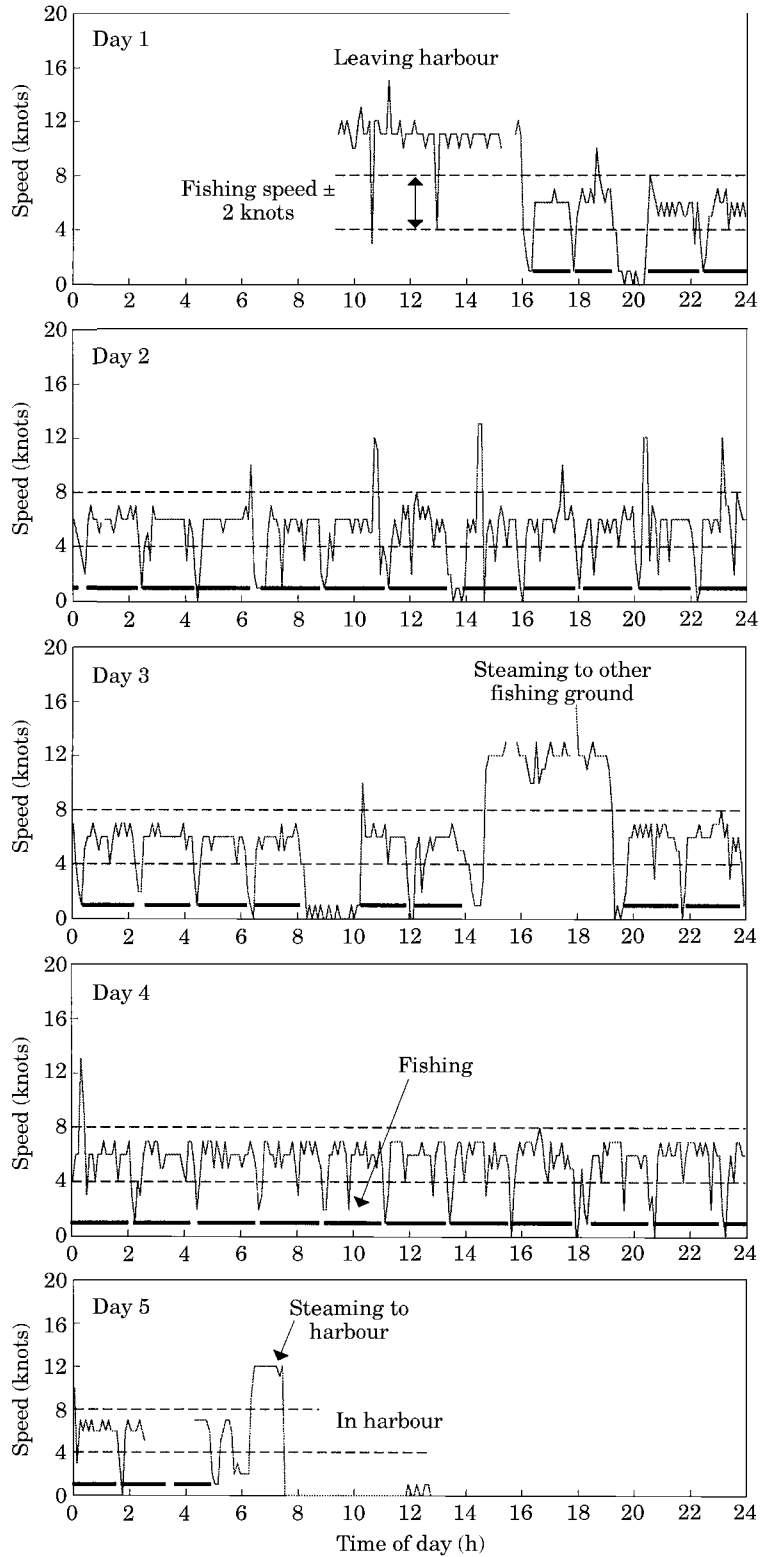 20
Day 1
Leaving harbour
16
12
8
Fishing speed ±
2 knots
4
0
Speed (knots)
0 2 4 6 8 10 12 14 16 18 20 22 24
20
Day 2
16
12
8
4
0
Speed (knots)
0 2 4 6 8 10 12 14 16 18 20 22 24
20
Day 3
Steaming to other
fishing ground
16
12
8
4
0
Speed (knots)
0 2 4 6 8 10 12 14 16 18 20 22 24
20
Day 4
16
12
Fishing
8
4
0
Speed (knots)
0 2 4 6 8 10 12 14 16 18 20 22 24
20
Day 5
Steaming to
harbour
16
12
8
In harbour
4
0
Speed (knots)
0 2 4 6 8 10 12 14 16 18 20 22 24
Time of day (h)